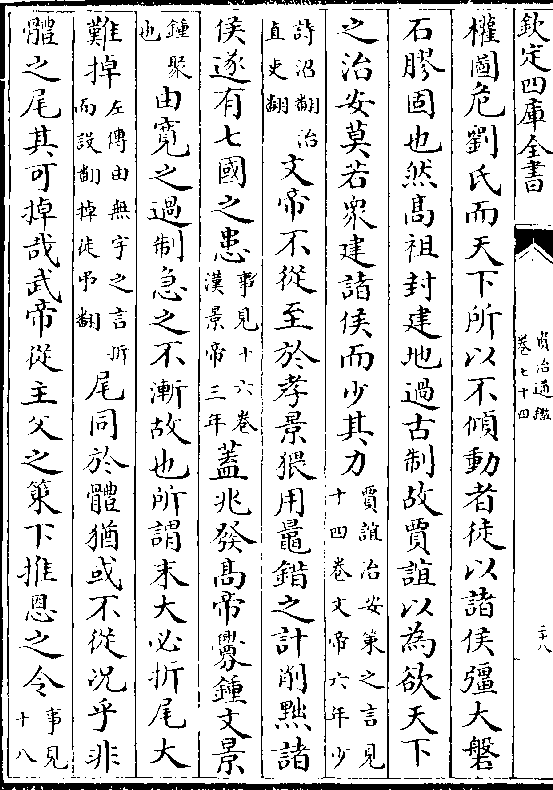 欽定四庫全書
資治通鑑
卷七十四
二十八
權圖危劉氏而天下所以不傾動者徒以諸侯彊大盤
石膠固也然髙祖封建地過古制故賈誼以為欲天下
之治安莫若衆建諸侯而少其力賈誼治安策之言見十四卷文帝六年少
詩沼翻治直吏翻文帝不從至於孝景猥用鼂錯之計削黜諸
侯遂有七國之患事見十六卷漢景帝三年蓋兆發髙帝釁鍾文景
鍾聚也由寛之過制急之不漸故也所謂末大必折尾大
難掉左傳申無宇之言折而設翻掉徒弔翻尾同於體猶或不從況乎非
體之尾其可掉哉武帝從主父之策下推恩之令事見十八